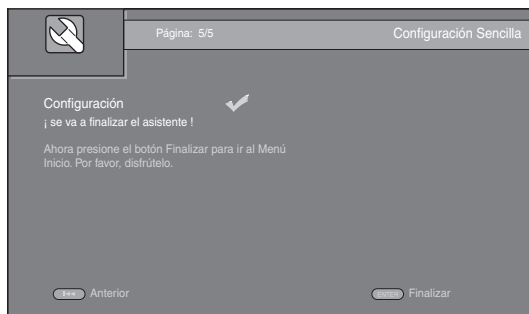 Página: 5/5
Configuración Sencilla
Configuración
¡ se va a finalizar el asistente !
Ahora presione el botón Finalizar para ir al Menú
Inicio. Por favor, disfrútelo.
Anterior
ENTER Finalizar